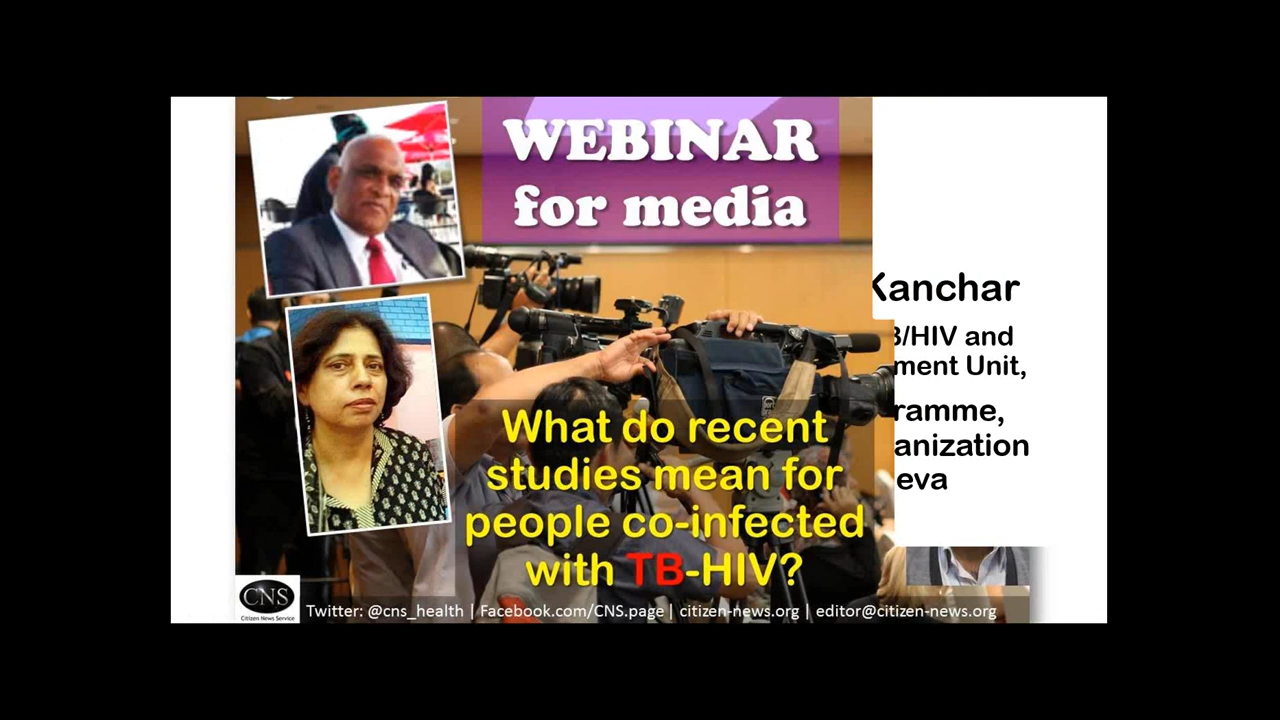 WEBINAR
for media
Kanchar
B/HIV and
ment Unit,
ramme,
anization
eva
What do recent
studies mean for
people co-infected
with TB-HIV?
CNS
Citizen News Service
Twitter: @cns_health | Facebook.com/CNS.page | citizen-news.org | editor@citizen-news.org